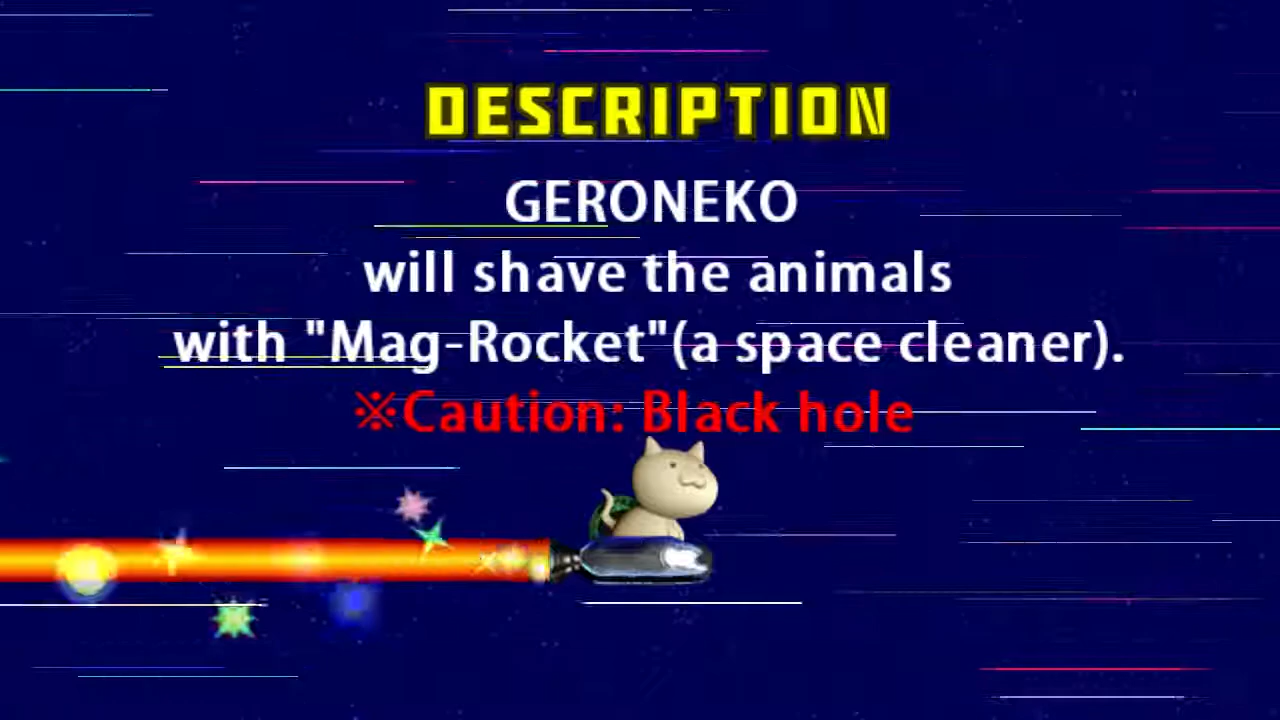 DESCRIPTION
GERONEKO
will shave the animals
with "Mag-Rocket"(a space cleaner).
※Caution: Black hole